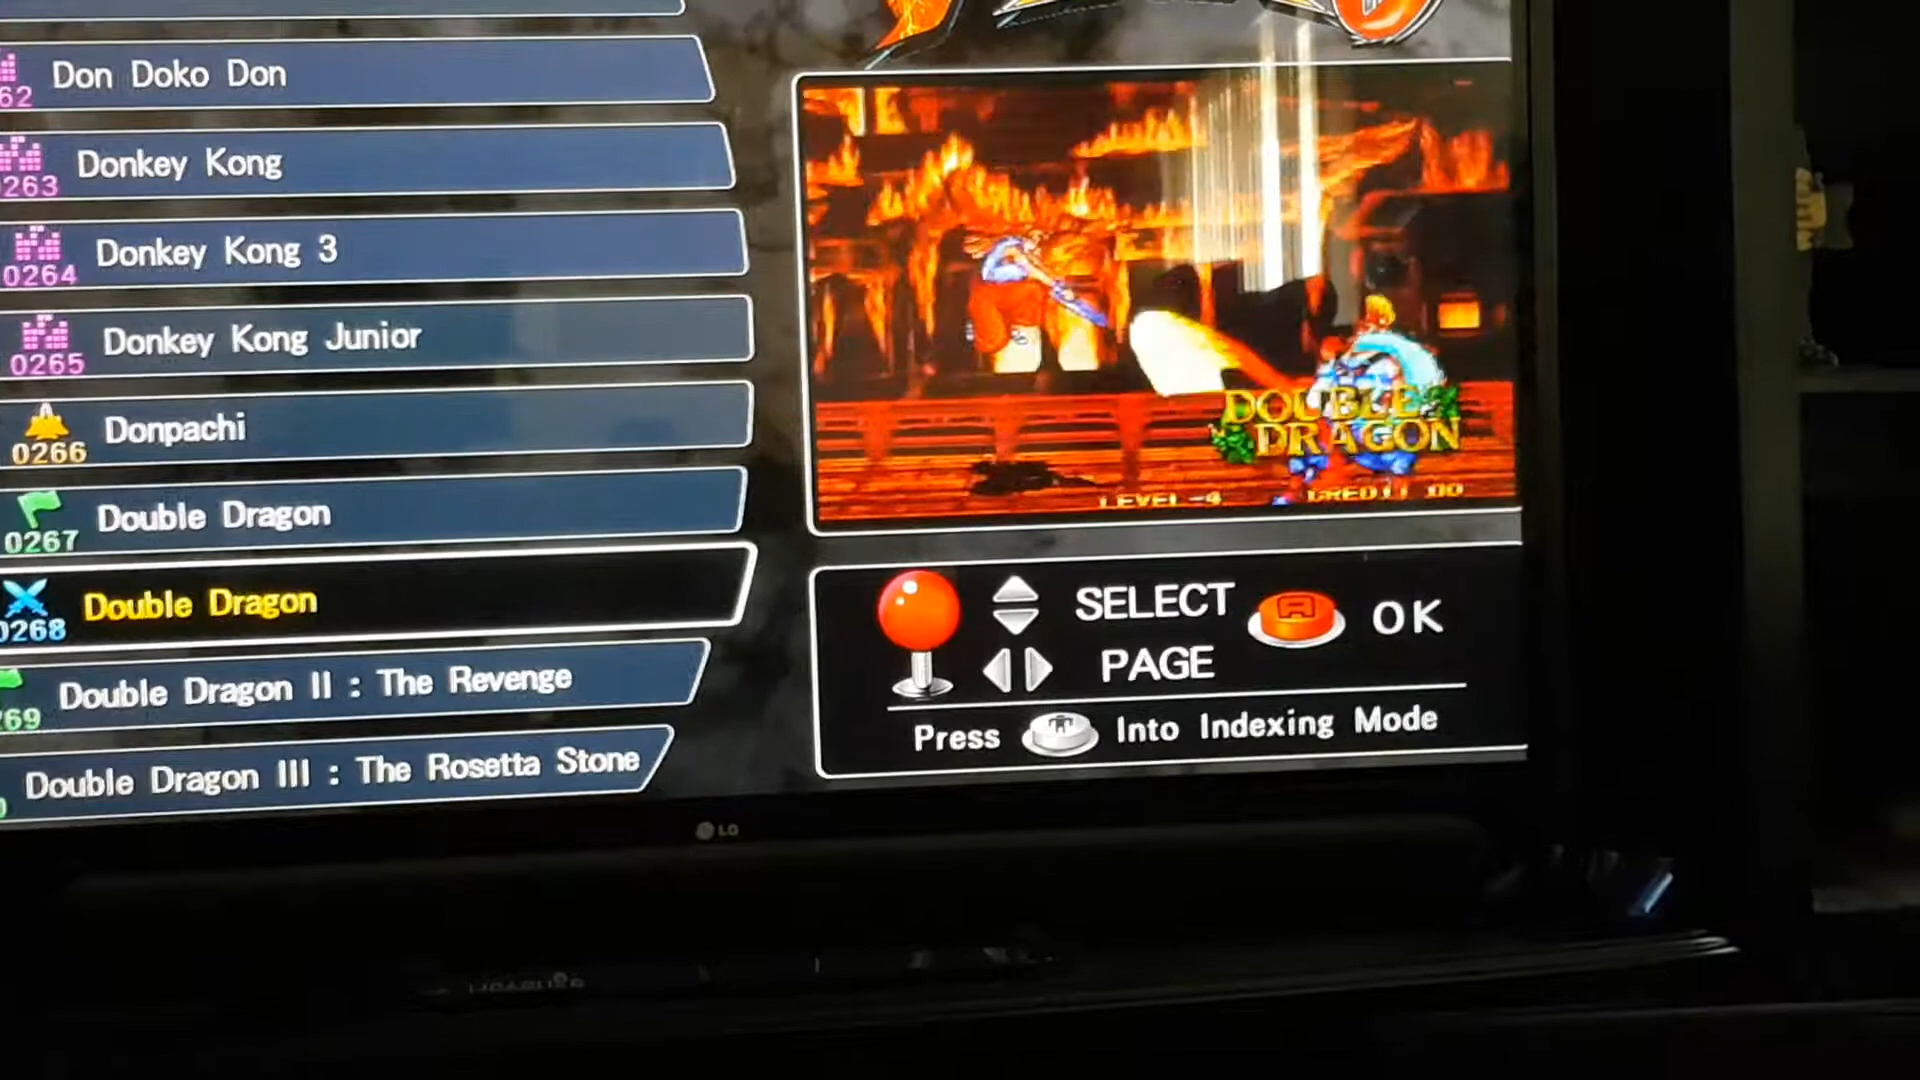 62 Don Doko Don
0263 Donkey Kong
0264 Donkey Kong 3
0265 Donkey Kong Junior
0266 Donpachi
0267 Double Dragon
0268 Double Dragon
69 Double Dragon II : The Revenge
0 Double Dragon III : The Rosetta Stone
DOUBLE
DRAGON
LEVEL-4 CREDIT 00
SELECT
OK
PAGE
Press Into Indexing Mode
LG